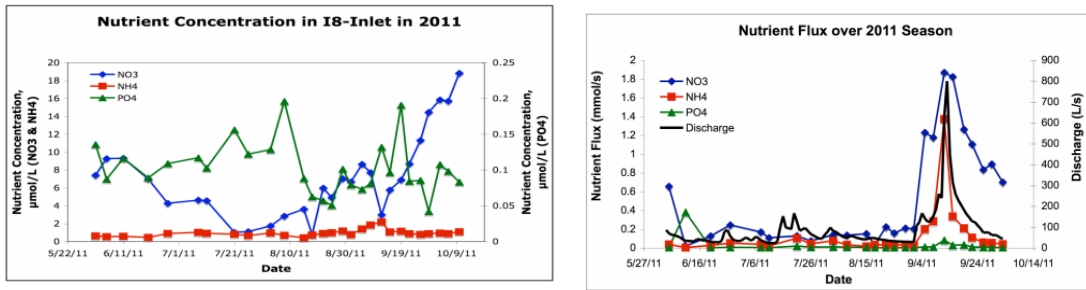 Nutrient Concentration in I8-Inlet in 2011
Nutrient Concentration,
µmol/L (NO3 & NH4)
20
18
16
14
12
10
8
6
4
2
0
NO3
NH4
PO4
0.25
0.2
0.15
0.1
0.05
0
Nutrient Concentration,
µmol/L (PO4)
5/22/11 6/11/11 7/1/11 7/21/11 8/10/11 8/30/11 9/19/11 10/9/11
Date
Nutrient Flux over 2011 Season
Nutrient Flux (mmol/s)
2
1.8
1.6
1.4
1.2
1
0.8
0.6
0.4
0.2
0
NO3
NH4
PO4
Discharge
900
800
700
600
500
400
300
200
100
0
Discharge (L/s)
5/27/11 6/16/11 7/6/11 7/26/11 8/15/11 9/4/11 9/24/11 10/14/11
Date